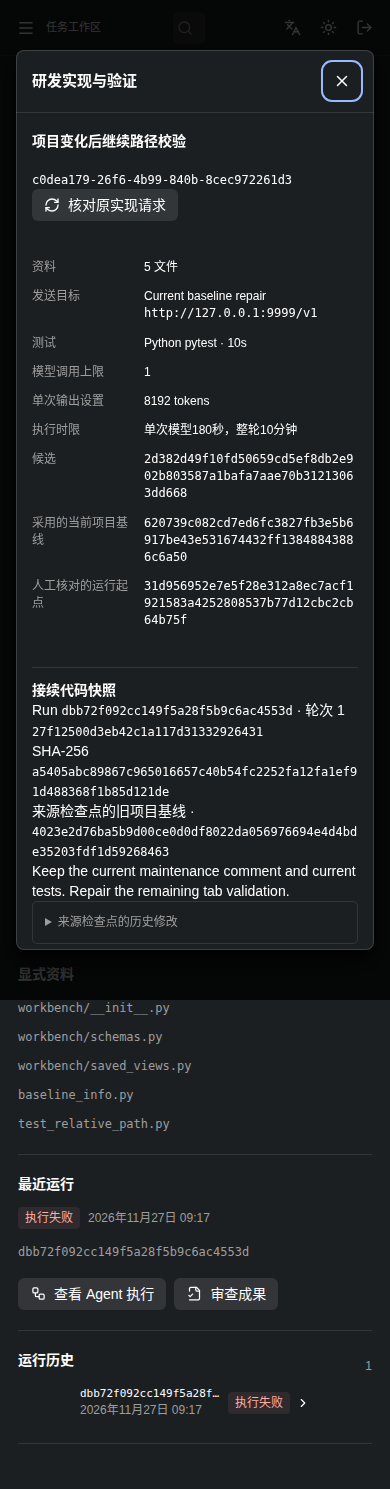 任务工作区
研发实现与验证
项目变化后继续路径校验
c0dea179-26f6-4b99-840b-8cec972261d3
核对原实现请求
资料 5 文件
发送目标 Current baseline repair
http://127.0.0.1:9999/v1
测试 Python pytest · 10s
模型调用上限 1
单次输出设置 8192 tokens
执行时限 单次模型180秒，整轮10分钟
候选 2d382d49f10fd50659cd5ef8db2e9
02b803587a1bafa7aae70b3121306
3dd668
采用的当前项目基 620739c082cd7ed6fc3827fb3e5b6
线 917be43e531674432ff1384884388
6c6a50
人工核对的运行起 31d956952e7e5f28e312a8ec7acf1
点 921583a4252808537b77d12cbc2cb
64b75f
接续代码快照
Run dbb72f092cc149f5a28f5b9c6ac4553d · 轮次 1
27f12500d3eb42c1a117d31332926431
SHA-256
a5405abc89867c965016657c40b54fc2252fa12fa1ef9
1d488368f1b85d121de
来源检查点的旧项目基线 ·
4023e2d76ba5b9d00ce0d0df8022da056976694e4d4bd
e35203fdf1d59268463
Keep the current maintenance comment and current
tests. Repair the remaining tab validation.
来源检查点的历史修改
显式资料
workbench/__init__.py
workbench/schemas.py
workbench/saved_views.py
baseline_info.py
test_relative_path.py
最近运行
执行失败 2026年11月27日 09:17
dbb72f092cc149f5a28f5b9c6ac4553d
查看 Agent 执行 审查成果
运行历史 1
dbb72f092cc149f5a28f… 执行失败
2026年11月27日 09:17